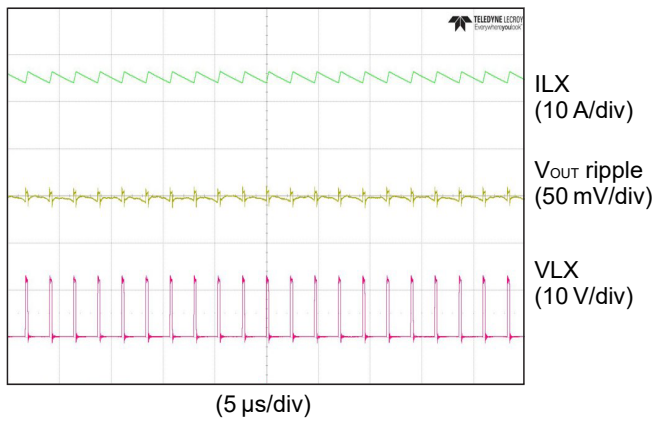 TELEDYNE LECROY
Everywhereyoulook
ILX
(10 A/div)
VOUT ripple
(50 mV/div)
VLX
(10 V/div)
(5 µs/div)